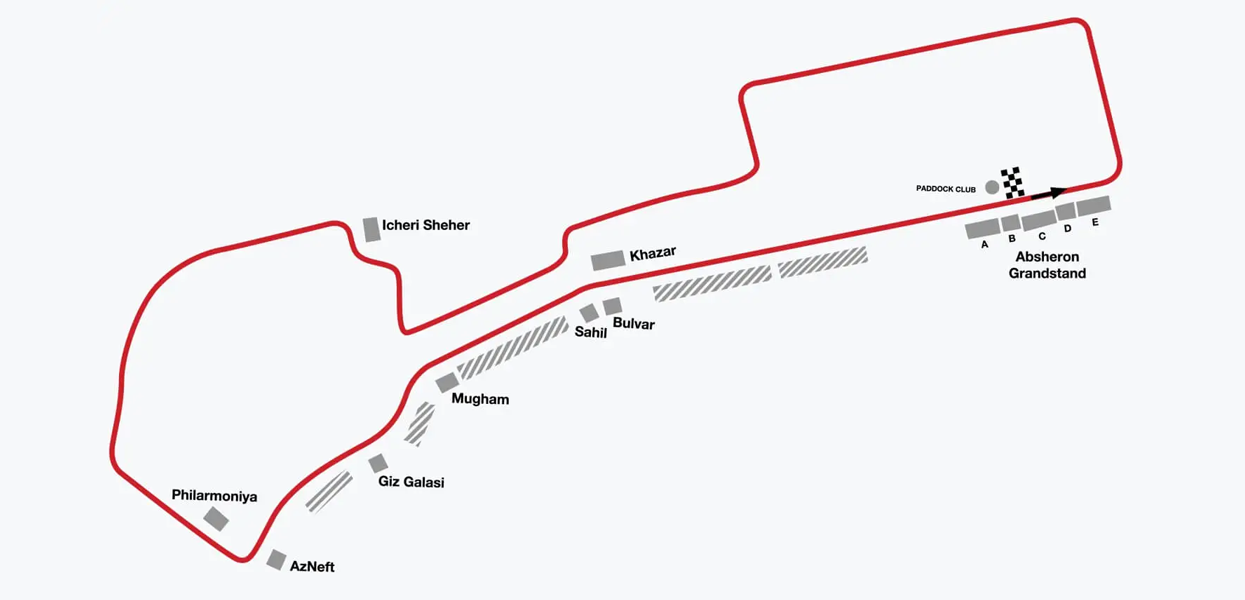 PADDOCK CLUB
A
B
C
D
E
Absheron
Grandstand
Icheri Sheher
Khazar
Sahil
Bulvar
Mugham
Giz Galasi
Philarmoniya
AzNeft